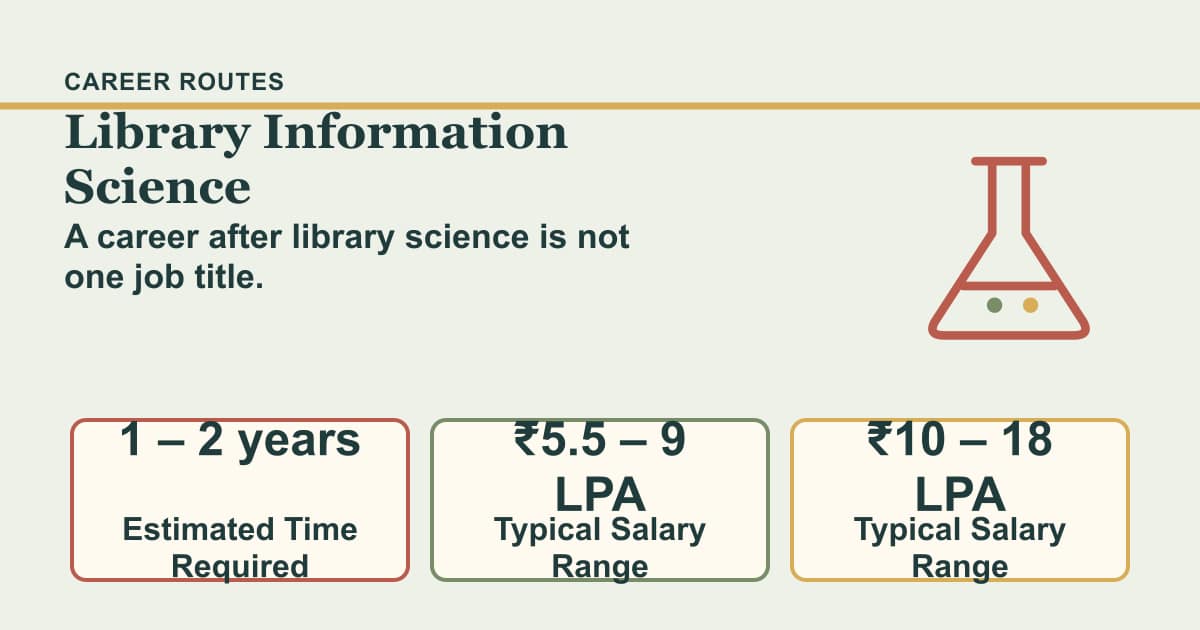 CAREER ROUTES
Library Information
Science
A career after library science is not
one job title.
1 – 2 years
Estimated Time
Required
₹5.5 – 9
LPA
Typical Salary
Range
₹10 – 18
LPA
Typical Salary
Range